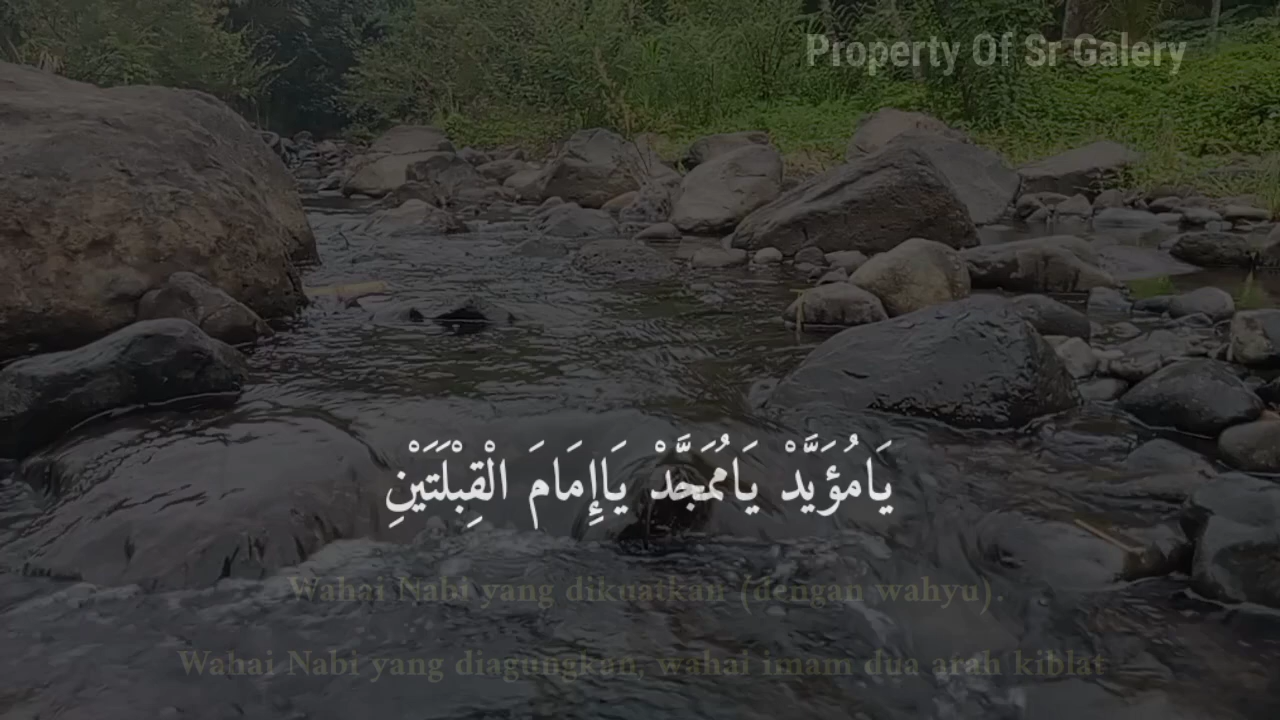 Property Of Sr Galery
يَامُؤَيَّدْ يَامُمَجَّدْ يَاإِمَامَ الْقِبْلَتَيْنِ
Wahai Nabi yang dikuatkan (dengan wahyu).
Wahai Nabi yang diagungkan, wahai imam dua arah kiblat